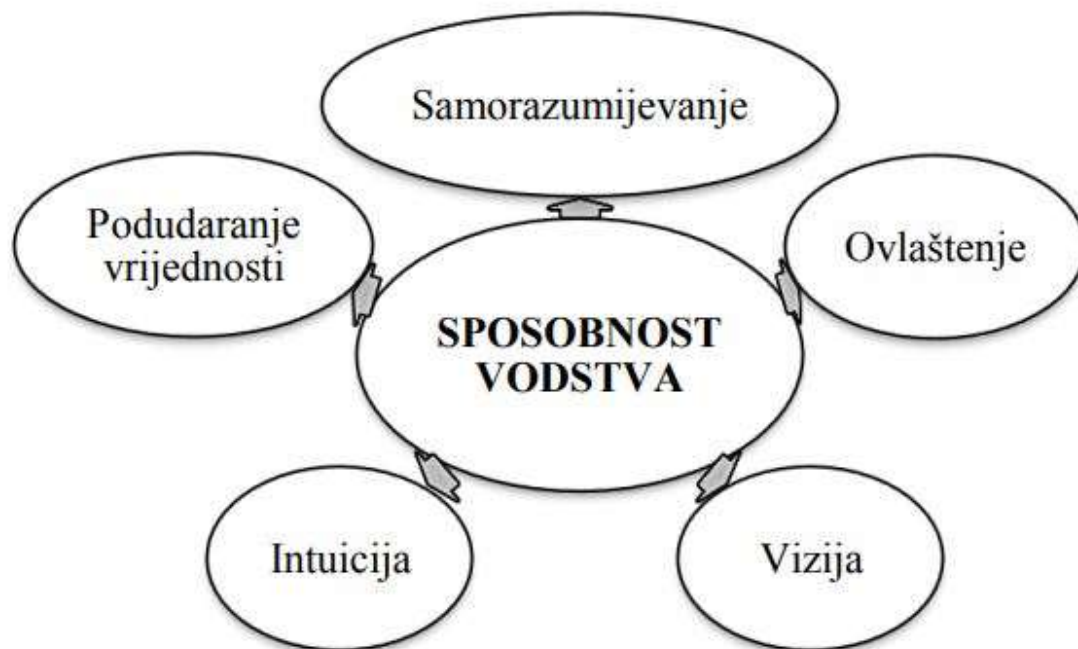 Samorazumijevanje
Podudaranje
vrijednosti
Ovlaštenje
SPOSOBNOST
VODSTVA
Intuicija
Vizija